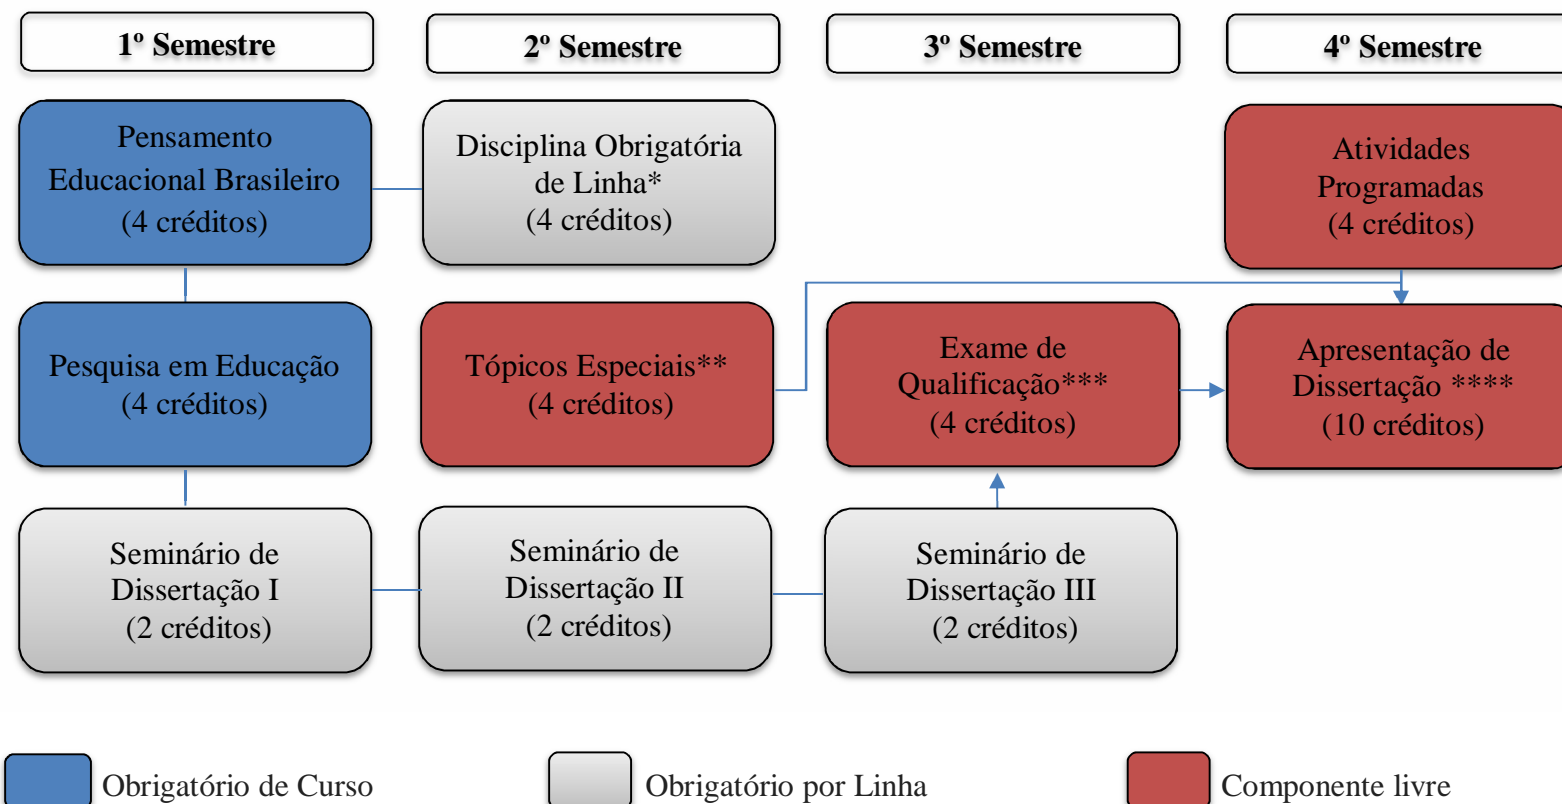 1º Semestre
2º Semestre
3º Semestre
4º Semestre
Pensamento
Educacional Brasileiro
(4 créditos)
Disciplina Obrigatória
de Linha*
(4 créditos)
Atividades
Programadas
(4 créditos)
Pesquisa em Educação
(4 créditos)
Tópicos Especiais**
(4 créditos)
Exame de
Qualificação***
(4 créditos)
Apresentação de
Dissertação ****
(10 créditos)
Seminário de
Dissertação I
(2 créditos)
Seminário de
Dissertação II
(2 créditos)
Seminário de
Dissertação III
(2 créditos)
Obrigatório de Curso
Obrigatório por Linha
Componente livre